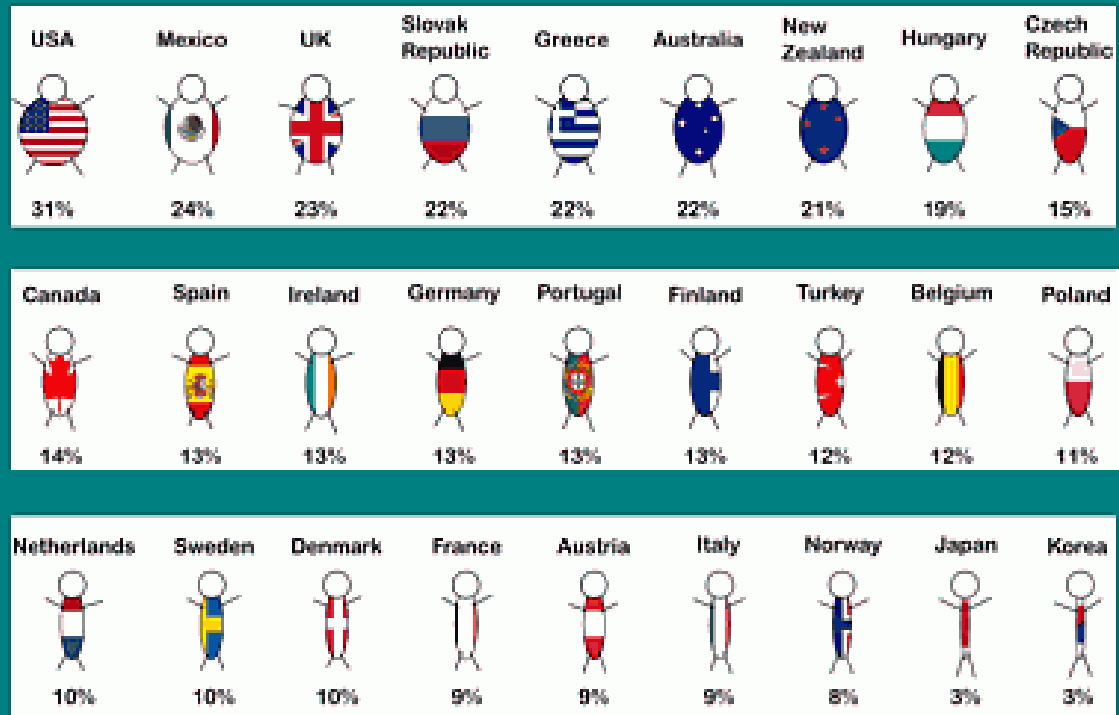 USA Mexico UK Slovak Republic Greece Australia New Zealand Hungary Czech Republic
31% 24% 23% 22% 22% 22% 21% 19% 15%
Canada Spain Ireland Germany Portugal Finland Turkey Belgium Poland
14% 13% 13% 13% 13% 13% 12% 12% 11%
Netherlands Sweden Denmark France Austria Italy Norway Japan Korea
10% 10% 10% 9% 9% 9% 8% 3% 3%